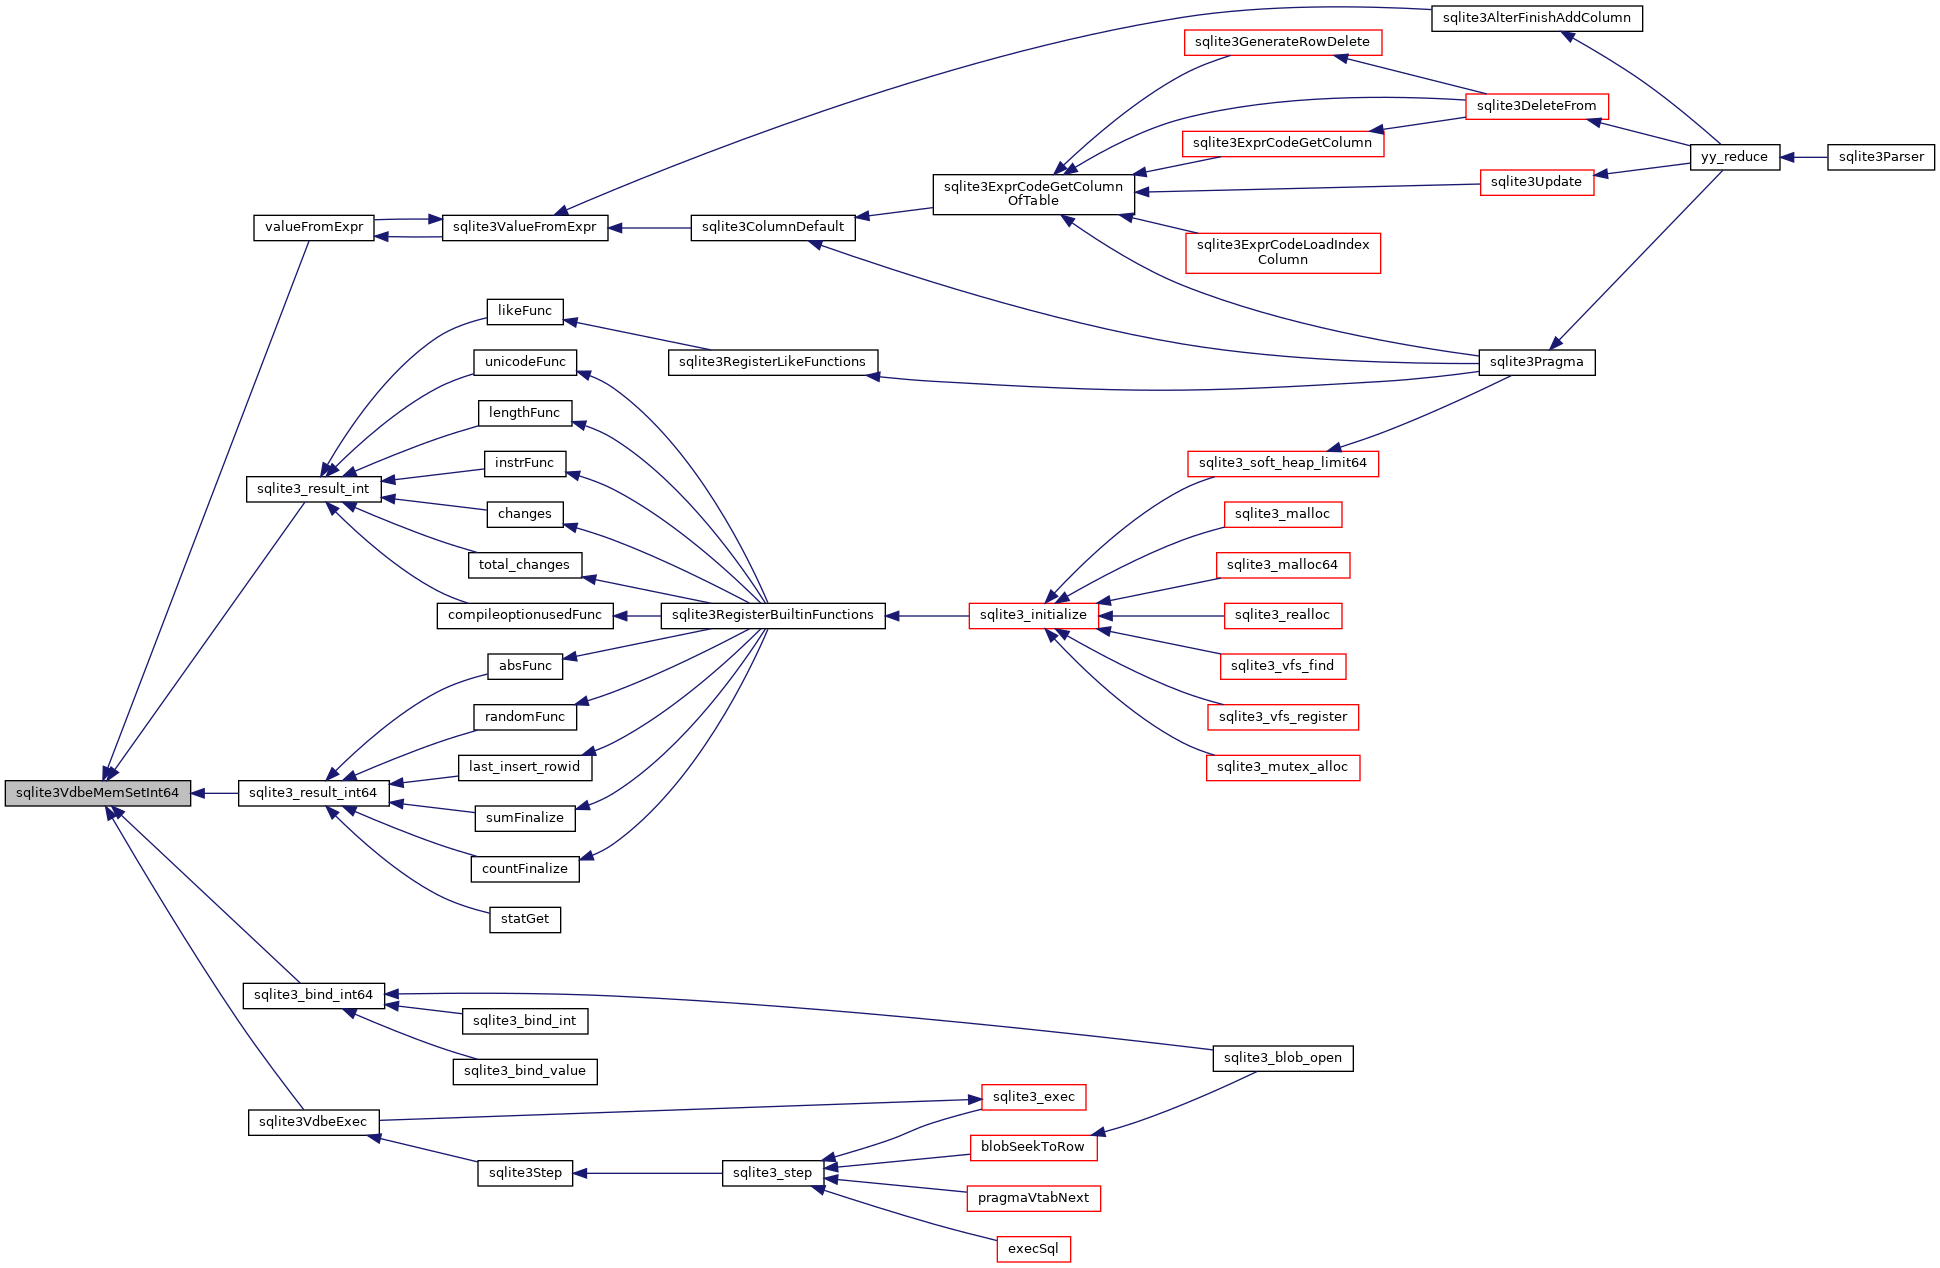 sqlite3AlterFinishAddColumn
sqlite3GenerateRowDelete
sqlite3DeleteFrom
sqlite3ExprCodeGetColumn
yy_reduce
sqlite3Parser
sqlite3ExprCodeGetColumn
OfTable
sqlite3Update
valueFromExpr
sqlite3ValueFromExpr
sqlite3ColumnDefault
sqlite3ExprCodeLoadIndex
Column
likeFunc
unicodeFunc
sqlite3RegisterLikeFunctions
sqlite3Pragma
lengthFunc
instrFunc
sqlite3_soft_heap_limit64
sqlite3_result_int
changes
sqlite3_malloc
total_changes
sqlite3_malloc64
compileoptionusedFunc
sqlite3RegisterBuiltinFunctions
sqlite3_initialize
sqlite3_realloc
absFunc
sqlite3_vfs_find
randomFunc
sqlite3_vfs_register
last_insert_rowid
sqlite3_mutex_alloc
sqlite3VdbeMemSetInt64
sqlite3_result_int64
sumFinalize
countFinalize
statGet
sqlite3_bind_int64
sqlite3_bind_int
sqlite3_bind_value
sqlite3_blob_open
sqlite3_exec
sqlite3VdbeExec
blobSeekToRow
sqlite3Step
sqlite3_step
pragmaVtabNext
execSql